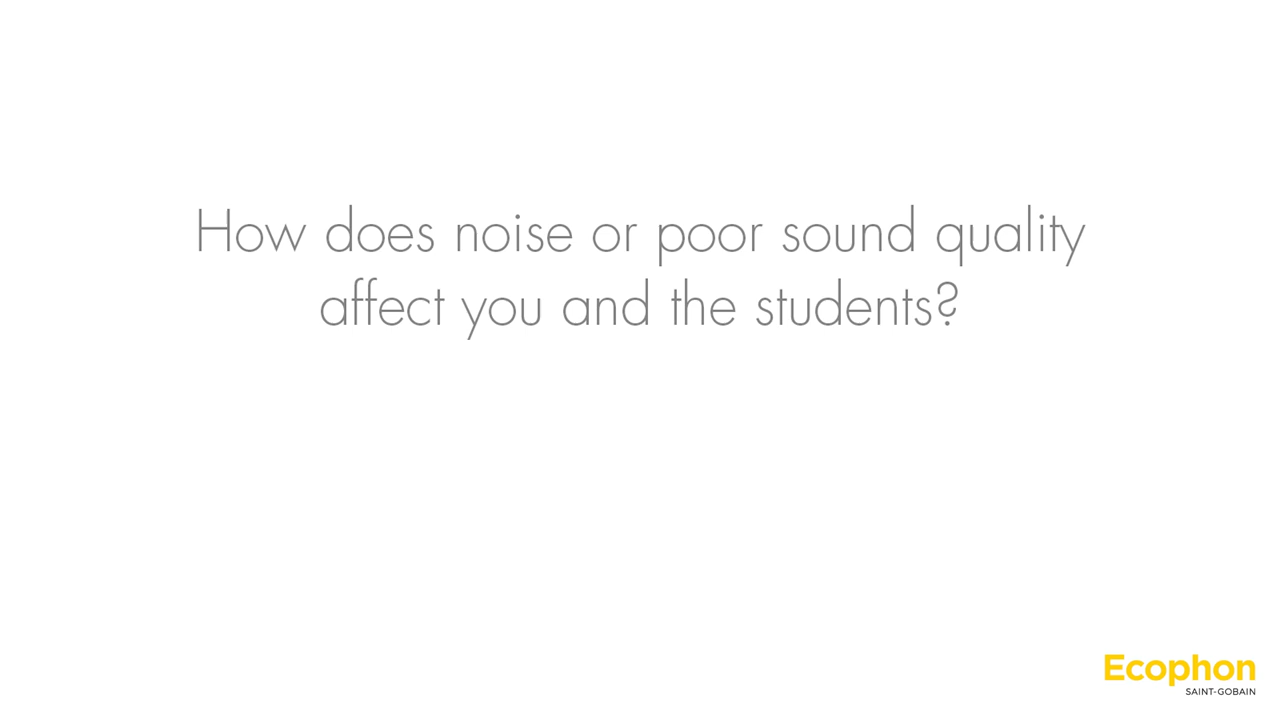 How does noise or poor sound quality
affect you and the students?
Ecophon
SAINT-GOBAIN